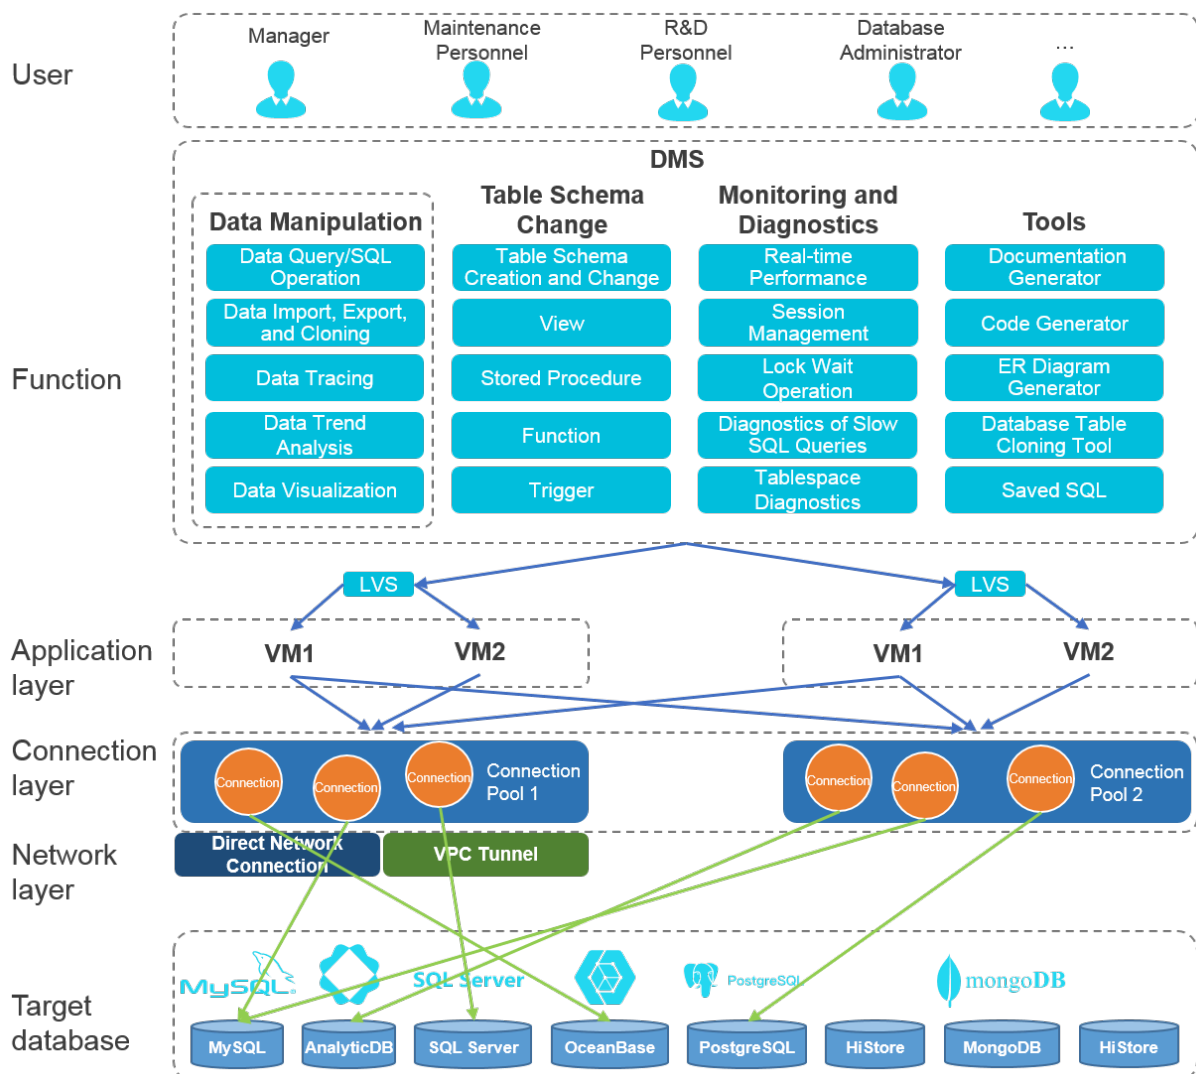 User
Manager
Maintenance
Personnel
R&D
Personnel
Database
Administrator
...
Function
DMS
Data Manipulation
Data Query/SQL
Operation
Data Import, Export,
and Cloning
Data Tracing
Data Trend
Analysis
Data Visualization
Table Schema
Change
Table Schema
Creation and Change
View
Stored Procedure
Function
Trigger
Monitoring and
Diagnostics
Real-time
Performance
Session
Management
Lock Wait
Operation
Diagnostics of Slow
SQL Queries
Tablespace
Diagnostics
Tools
Documentation
Generator
Code Generator
ER Diagram
Generator
Database Table
Cloning Tool
Saved SQL
LVS
LVS
Application
layer
VM1
VM2
VM1
VM2
Connection
layer
Connection
Connection
Connection
Connection
Pool 1
Connection
Connection
Connection
Connection
Pool 2
Network
layer
Direct Network
Connection
VPC Tunnel
Target
database
MySQL
SQL Server
PostgreSQL
mongoDB
MySQL
AnalyticDB
SQL Server
OceanBase
PostgreSQL
HiStore
MongoDB
HiStore